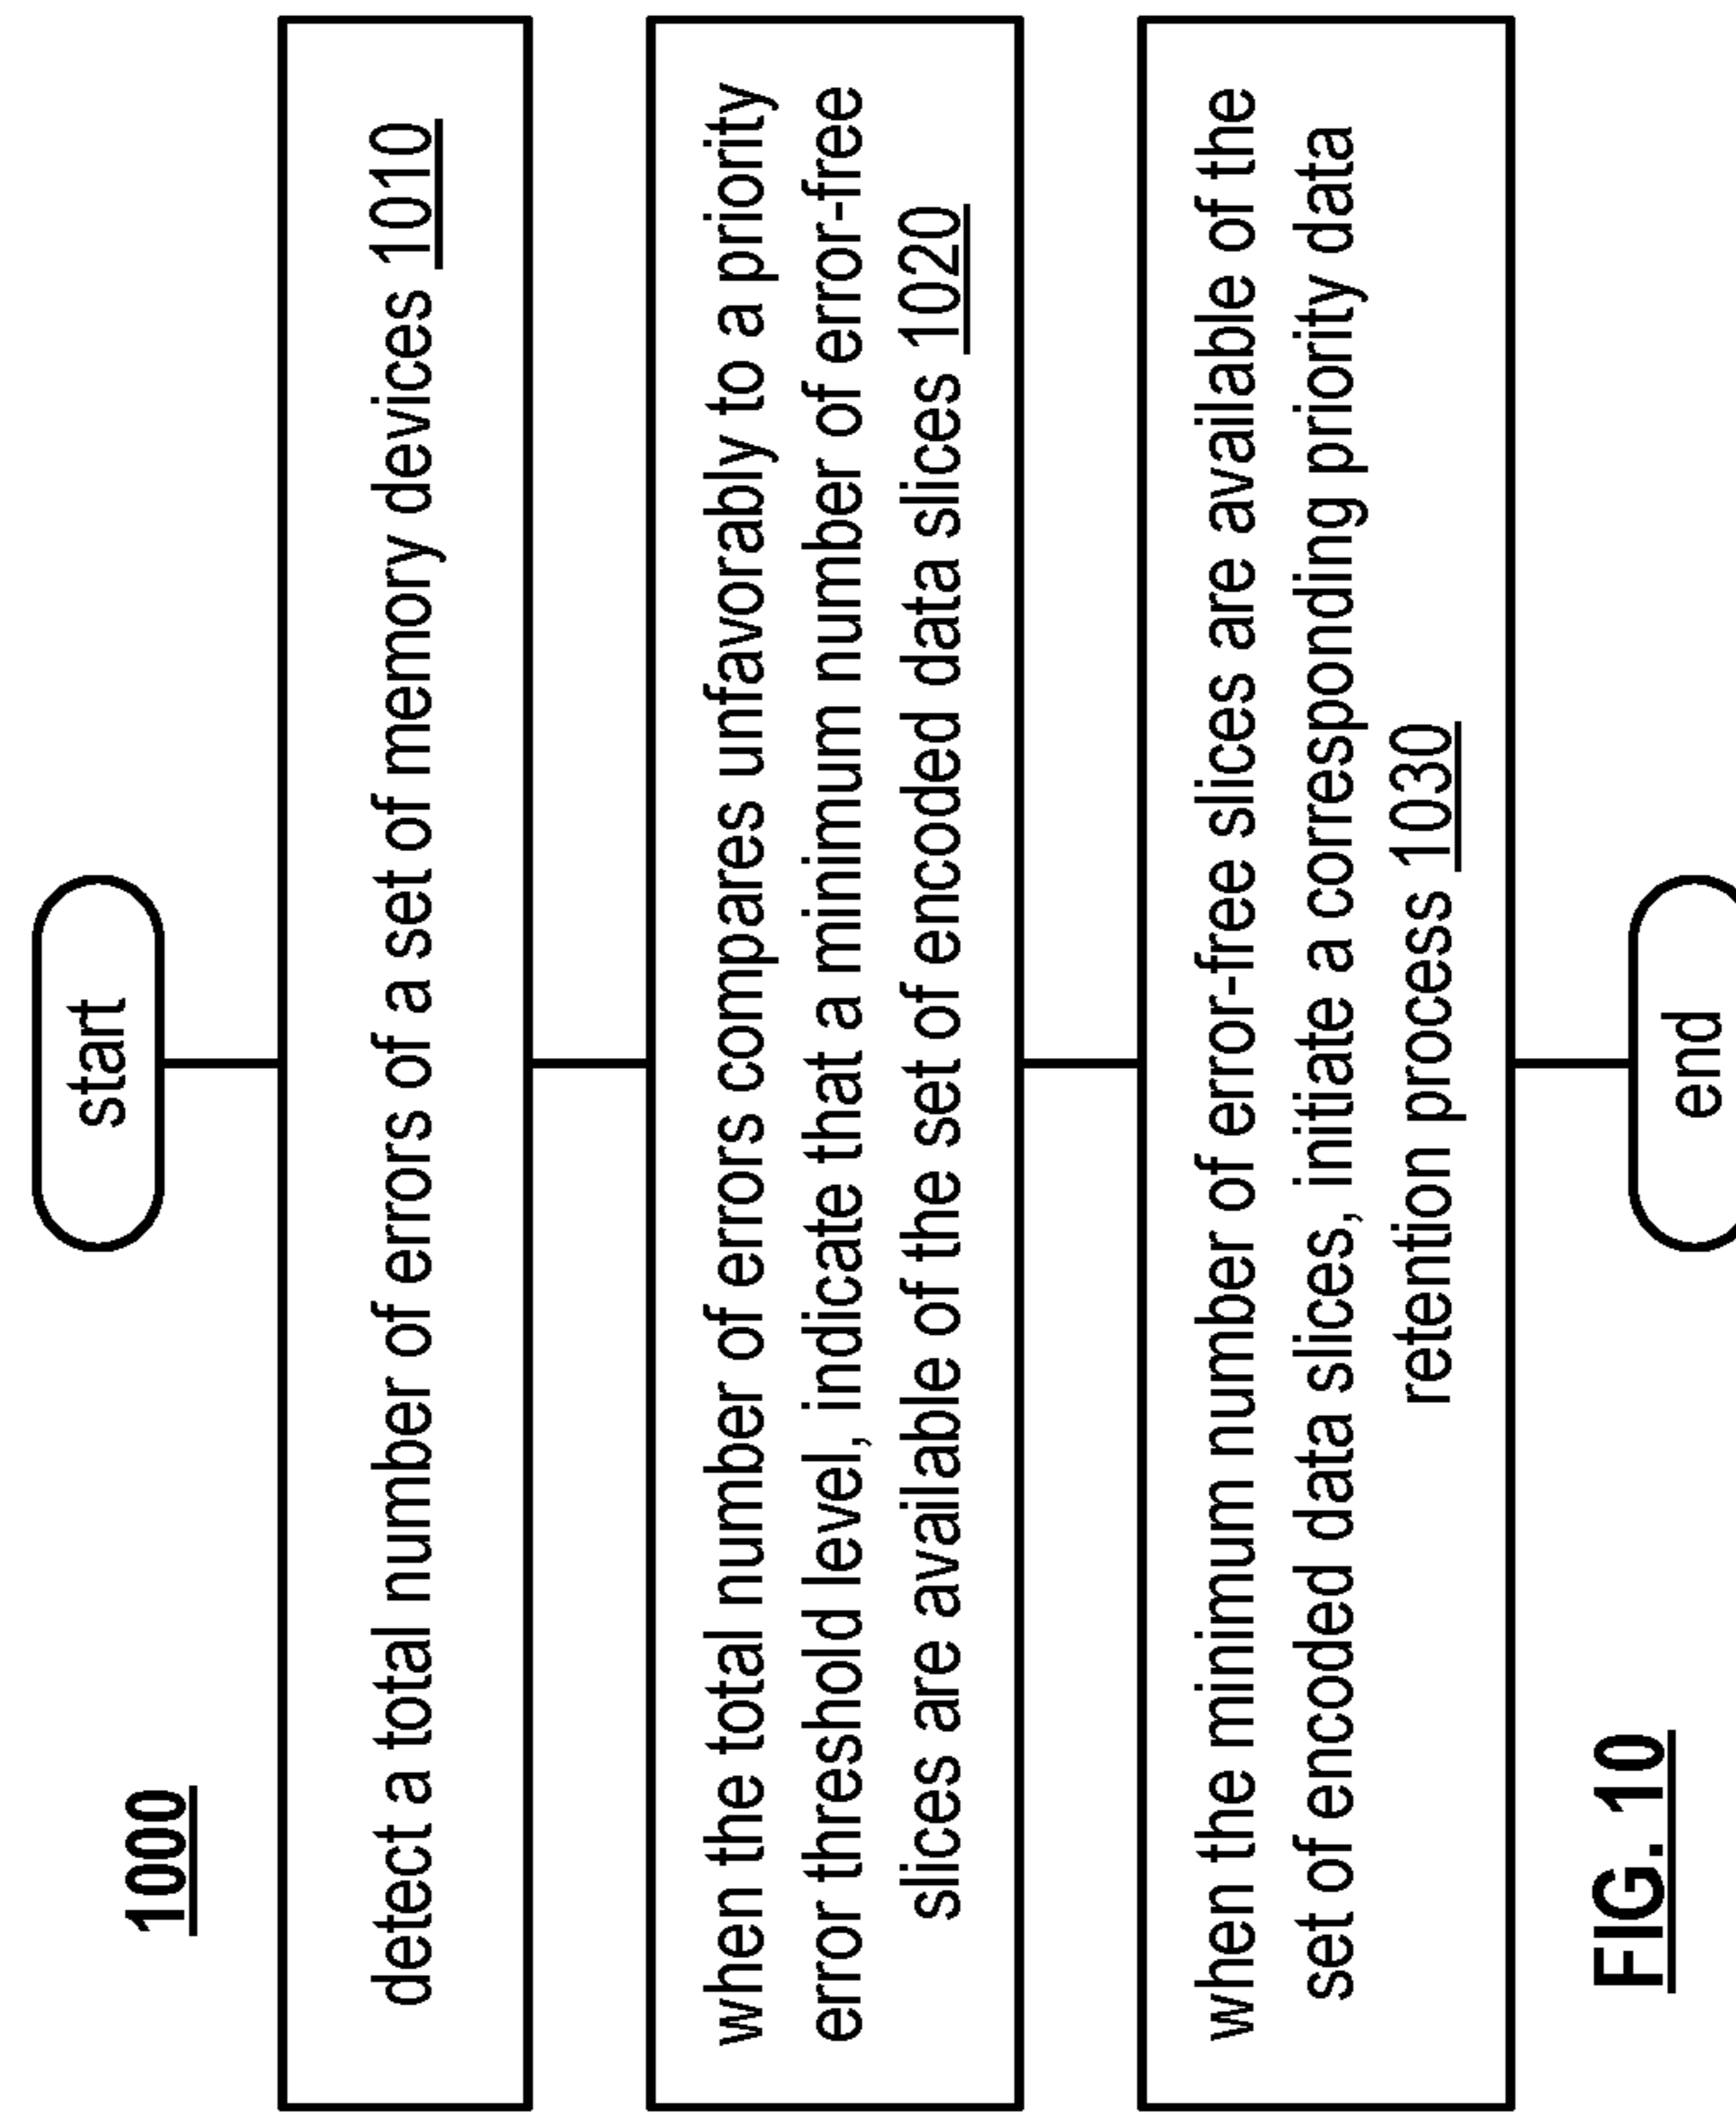 1000
start
detect a total number of errors of a set of memory devices 1010
when the total number of errors compares unfavorably to a priority
error threshold level, indicate that a minimum number of error-free
slices are available of the set of encoded data slices 1020
when the minimum number of error-free slices are available of the
set of encoded data slices, initiate a corresponding priority data
retention process 1030
end
FIG. 10